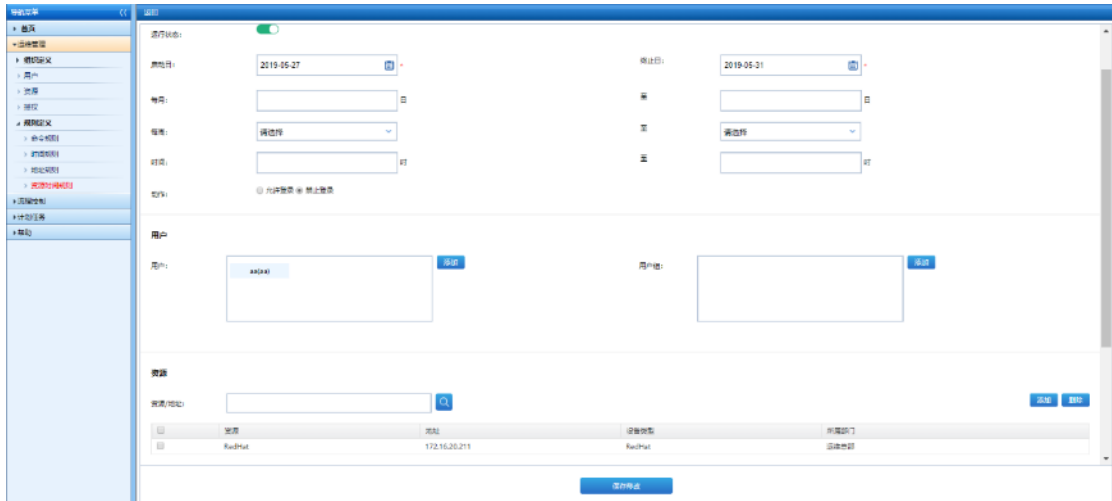 导航菜单
编辑
首页
运维管理
组织定义
用户
资源
授权
规则定义
命令规则
时间规则
地址规则
资源时间规则
流程控制
计划任务
帮助
运行状态:
启始日: 2019-05-27 * 终止日: 2019-05-31 *
每月: 日 至 日
每周: 请选择 至 请选择
时间: 时 至 时
动作: 允许登录 禁止登录
用户
用户: aa(aa) 添加 用户组: 添加
资源
资源/地址: 添加 删除
资源 地址 设备类型 所属部门
RedHat 172.16.20.211 RedHat 运维总部
保存修改